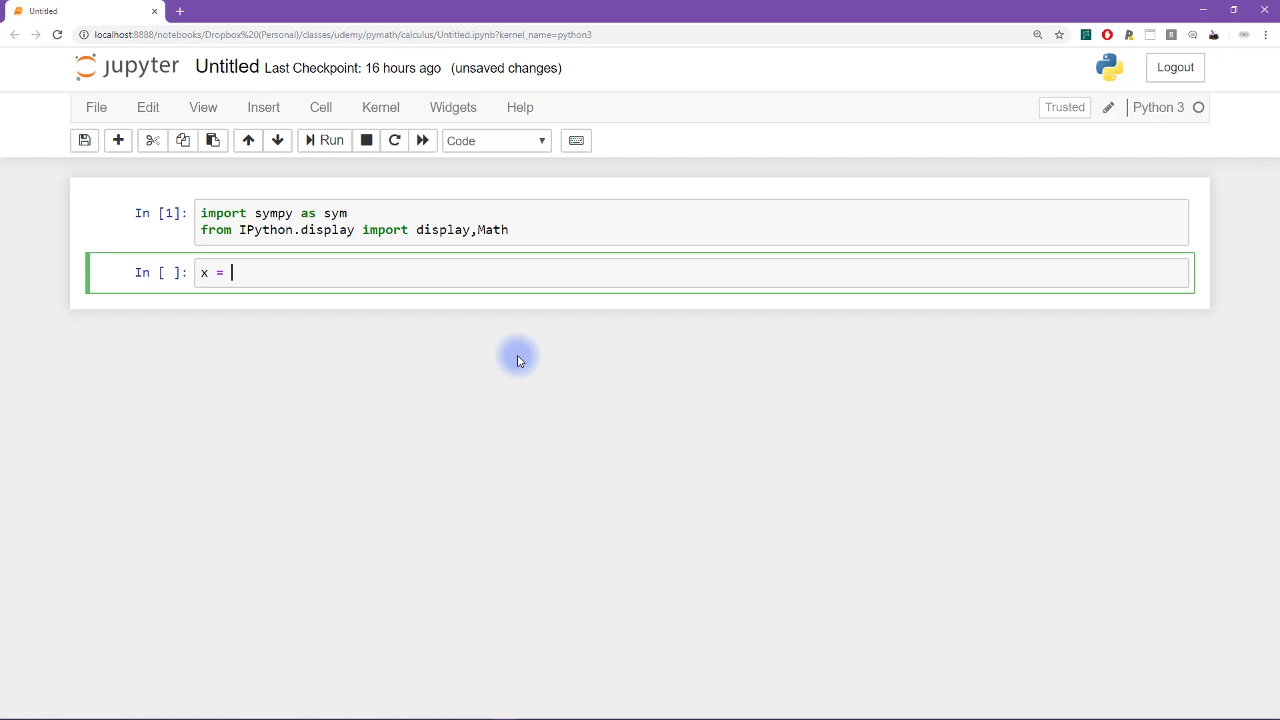 Untitled
localhost:8888/notebooks/Dropbox%20(Personal)/classes/udemy/pymath/calculus/Untitled.ipynb?kernel_name=python3
jupyter Untitled Last Checkpoint: 16 hours ago (unsaved changes)
Logout
File Edit View Insert Cell Kernel Widgets Help
Trusted Python 3
Run Code
In [1]: import sympy as sym
from IPython.display import display,Math
In [ ]: x =